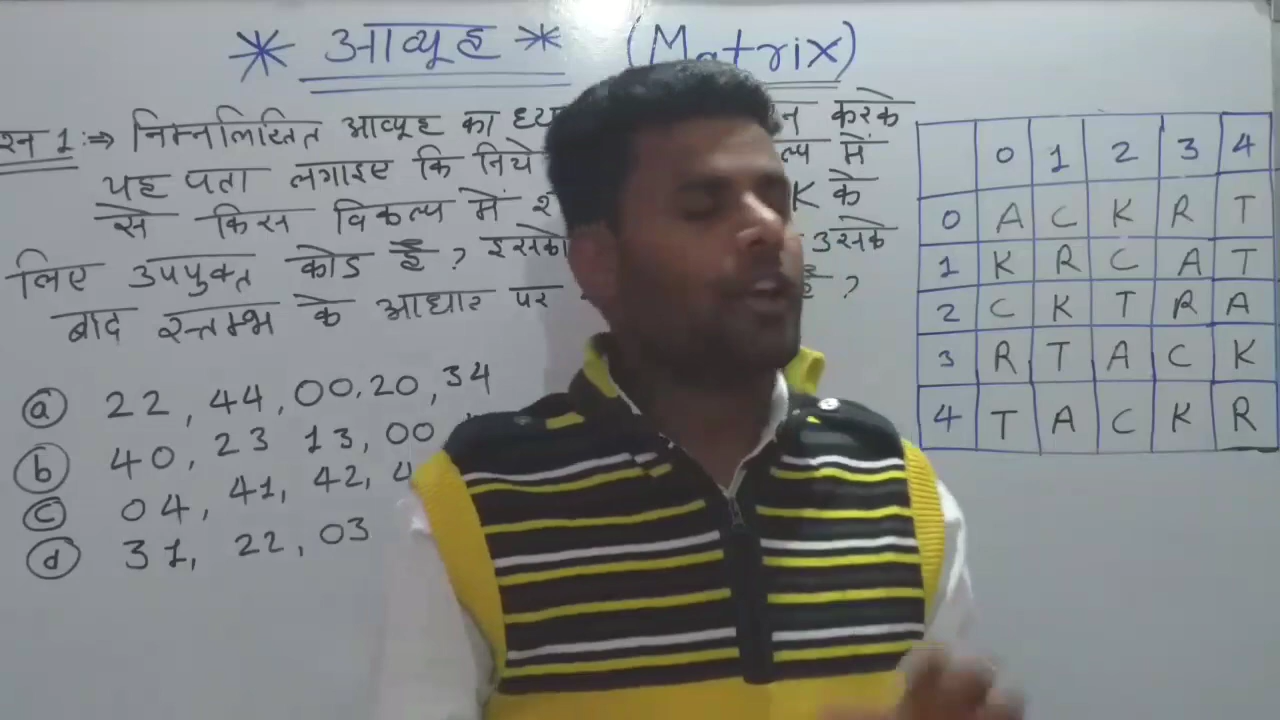 * आव्यूह * (Matrix)
श्न 1:⇒ निम्नलिखित आव्यूह का करके
यह पता लगाइए कि में
से किस विकल्प में K के
लिए उपयुक्त कोड है ? इसको उसके
बाद स्तम्भ के आधार पर है ?
a 22, 44, 00, 20, 34
b 40, 23 13, 00
c 04, 41, 42,
d 31, 22, 03
0 1 2 3 4
0 A C K R T
1 K R C A T
2 C K T R A
3 R T A C K
4 T A C K R